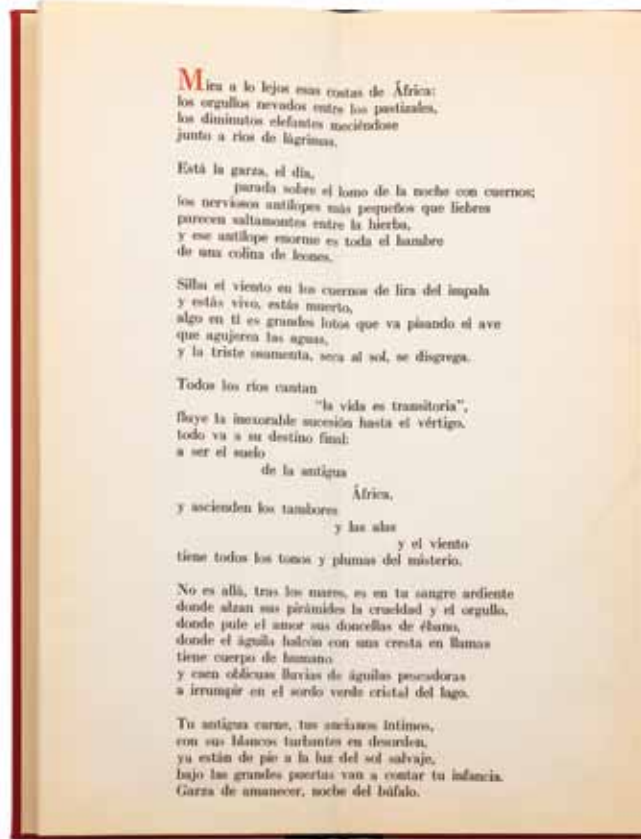 Mira a lo lejos esas costas de África:
los orgullos nevados entre los pastizales,
los diminutos elefantes meciéndose
junto a ríos de lágrimas.
Está la garza, el día,
parada sobre el lomo de la noche con cuernos;
los nerviosos antílopes más pequeños que liebres
parecen saltamontes entre la hierba,
y ese antílope enorme es toda el hambre
de una colina de leones.
Silba el viento en los cuernos de lira del impala
y estás vivo, estás muerto,
algo en ti es grandes lotos que va pisando el ave
que agujerea las aguas,
y la triste osamenta, seca al sol, se disgrega.
Todos los ríos cantan
"la vida es transitoria",
fluye la inexorable sucesión hasta el vértigo,
todo va a su destino final:
a ser el suelo
de la antigua
África,
y ascienden los tambores
y las alas
y el viento
tiene todos los tonos y plumas del misterio.
No es allá, tras los mares, es en tu sangre ardiente
donde alzan sus pirámides la crueldad y el orgullo,
donde pule el amor sus doncellas de ébano,
donde el águila halcón con una cresta en llamas
tiene cuerpo de humano
y caen oblicuas lluvias de águilas pescadoras
a irrumpir en el sordo verde cristal del lago.
Tu antigua carne, tus ancianos íntimos,
con sus blancos turbantes en desorden,
ya están de pie a la luz del sol salvaje,
bajo las grandes puertas van a contar tu infancia.
Garza de amanecer, noche del búfalo.